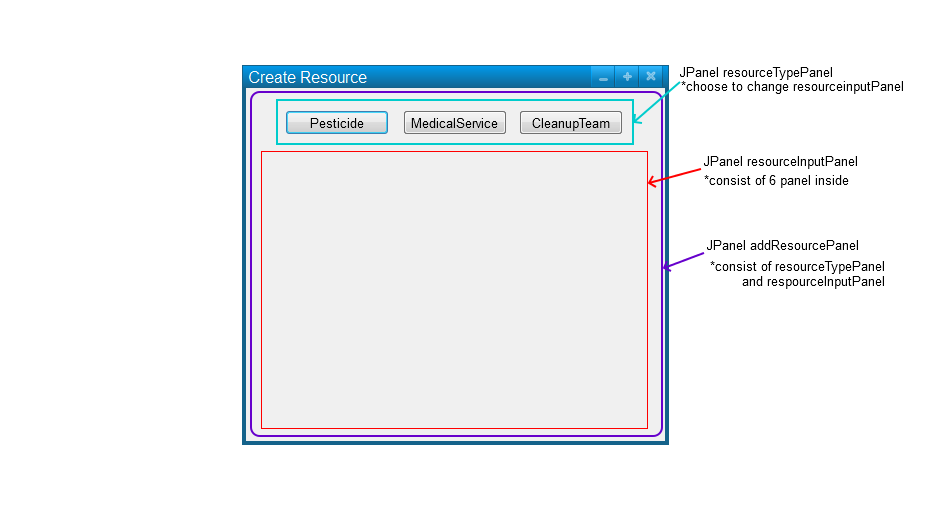 Create Resource
JPanel resourceTypePanel
*choose to change resourceinputPanel
Pesticide
MedicalService
CleanupTeam
JPanel resourceInputPanel
*consist of 6 panel inside
JPanel addResourcePanel
*consist of resourceTypePanel
and respourceInputPanel